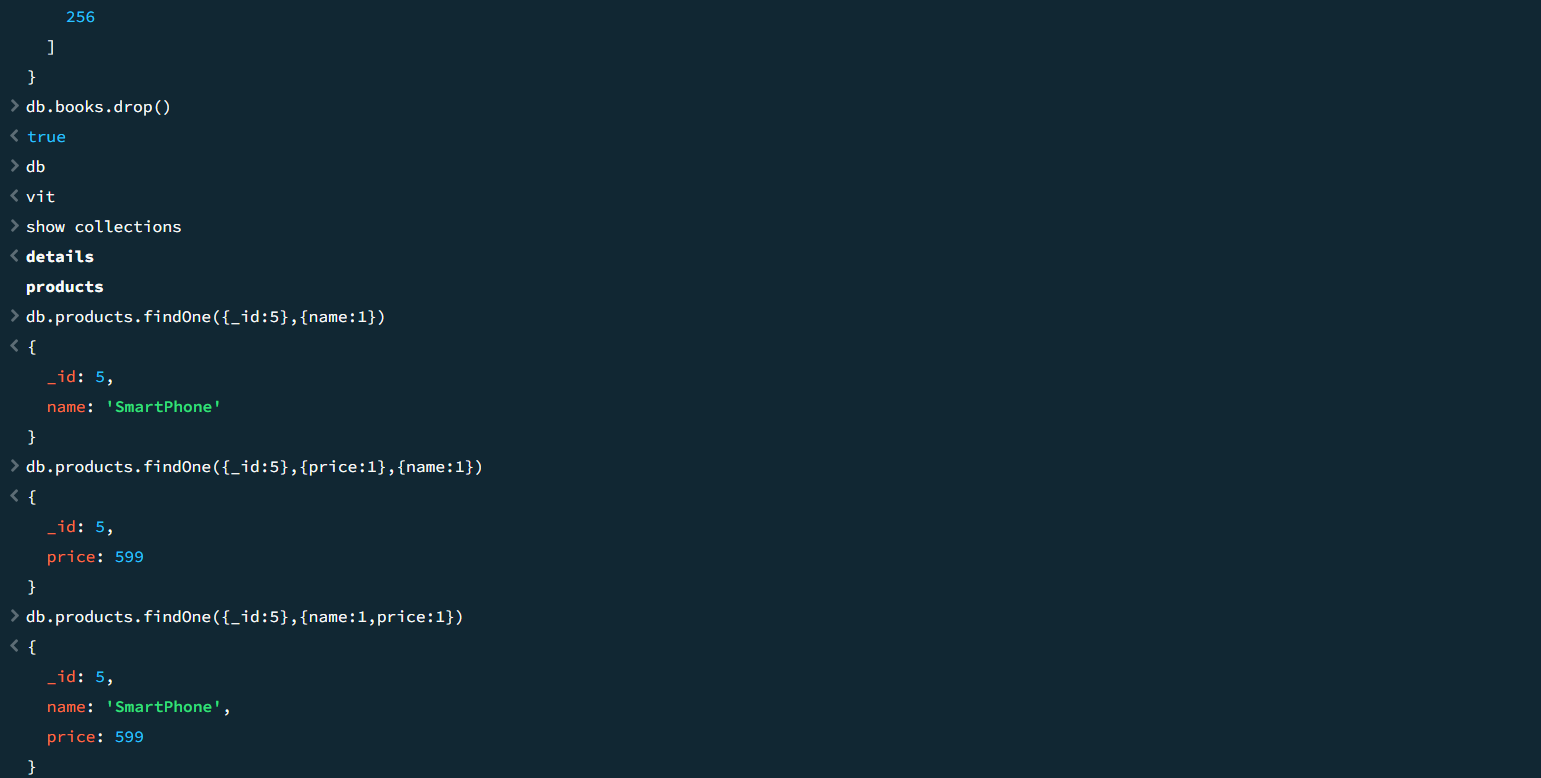 256
]
}
> db.books.drop()
< true
> db
< vit
> show collections
< details
products
> db.products.findOne({_id:5},{name:1})
< {
_id: 5,
name: 'SmartPhone'
}
> db.products.findOne({_id:5},{price:1},{name:1})
< {
_id: 5,
price: 599
}
> db.products.findOne({_id:5},{name:1,price:1})
< {
_id: 5,
name: 'SmartPhone',
price: 599
}